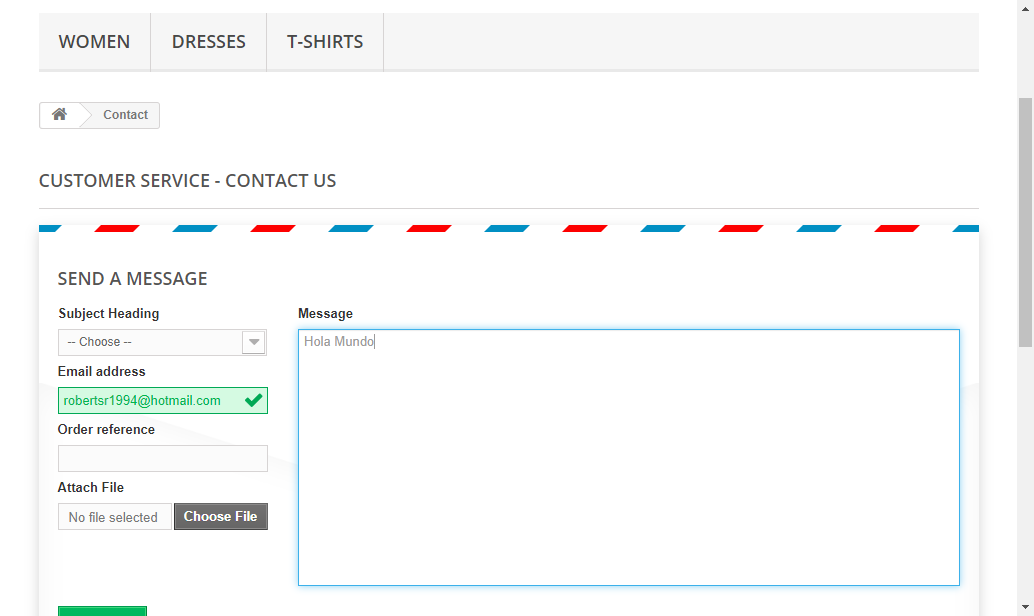 WOMEN DRESSES T-SHIRTS
Contact
CUSTOMER SERVICE - CONTACT US
SEND A MESSAGE
Subject Heading
-- Choose --
Email address
robertsr1994@hotmail.com
Order reference
Attach File
No file selected Choose File
Message
Hola Mundo